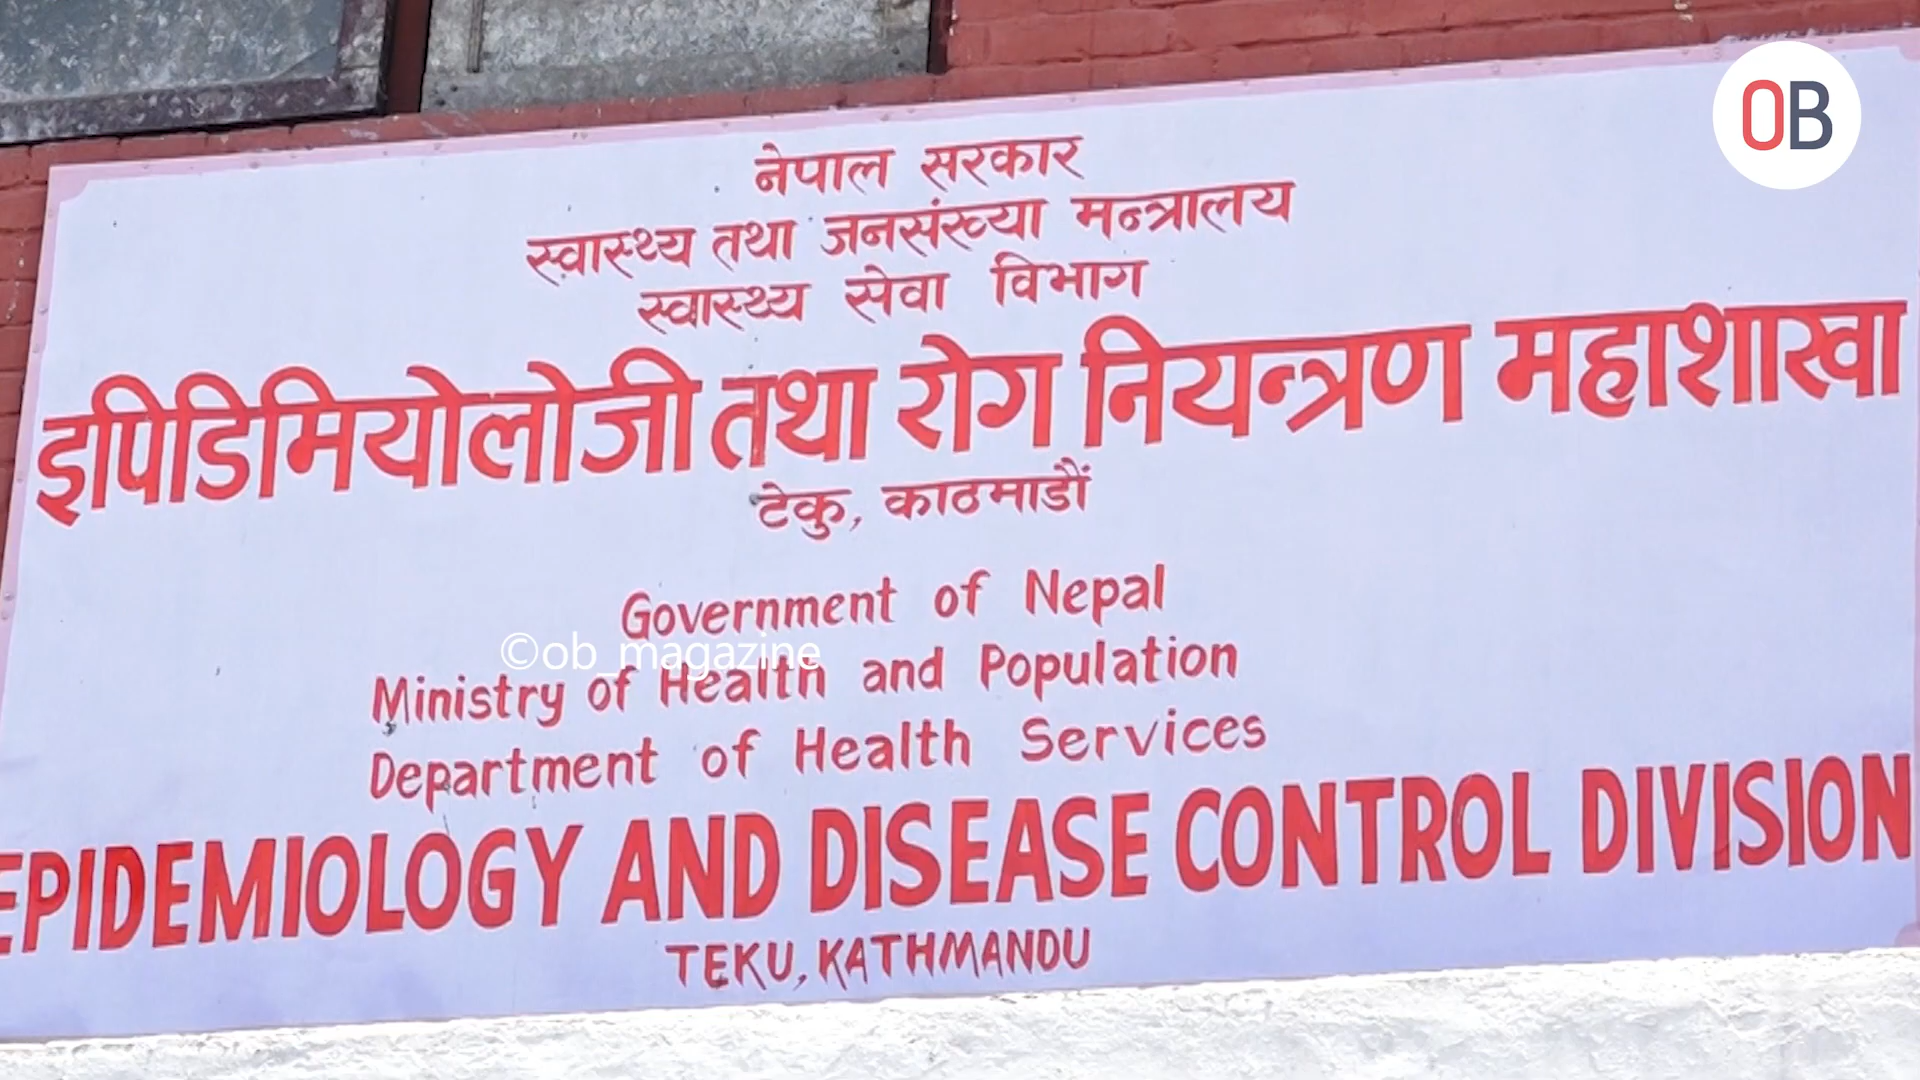 OB
नेपाल सरकार
स्वास्थ्य तथा जनसंख्या मन्त्रालय
स्वास्थ्य सेवा विभाग
इपिडिमियोलोजी तथा रोग नियन्त्रण महाशाखा
टेकु, काठमाडौं
Government of Nepal
©ob_magazine
Ministry of Health and Population
Department of Health Services
EPIDEMIOLOGY AND DISEASE CONTROL DIVISION
TEKU, KATHMANDU